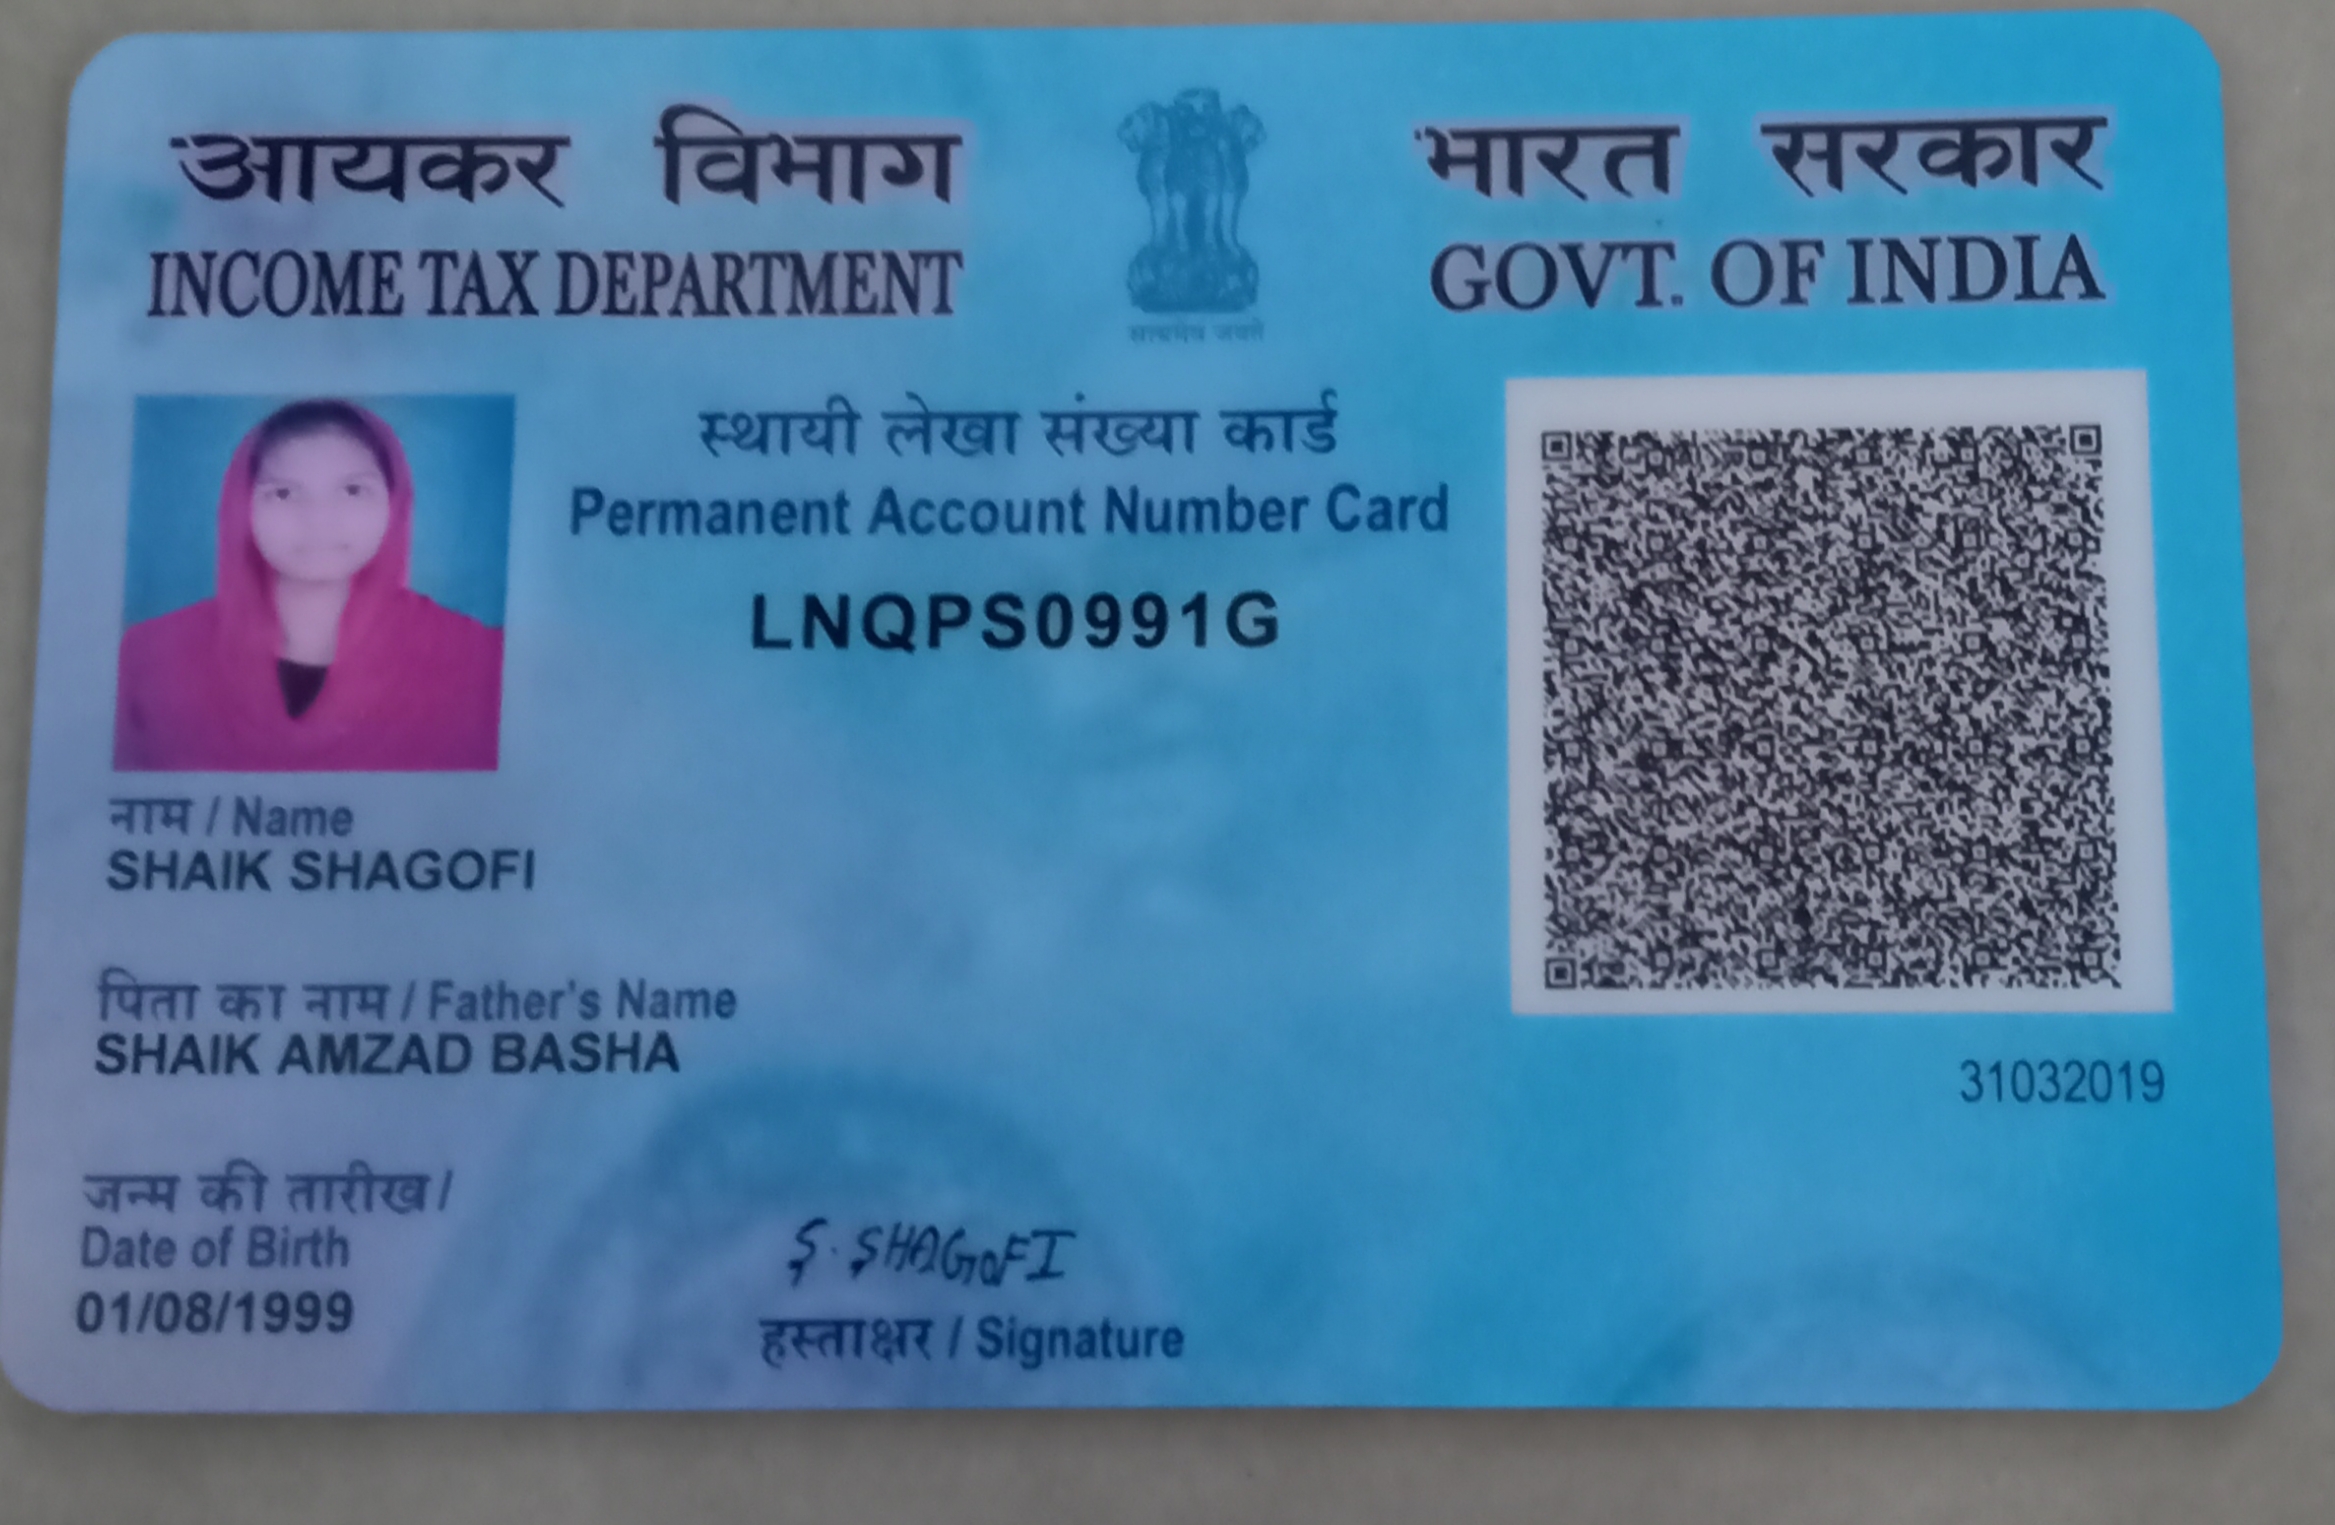 आयकर विभाग
INCOME TAX DEPARTMENT
सत्यमेव जयते
भारत सरकार
GOVT. OF INDIA
स्थायी लेखा संख्या कार्ड
Permanent Account Number Card
LNQPS0991G
नाम / Name
SHAIK SHAGOFI
पिता का नाम / Father's Name
SHAIK AMZAD BASHA
31032019
जन्म की तारीख /
Date of Birth
01/08/1999
S. SHAGOFI
हस्ताक्षर / Signature